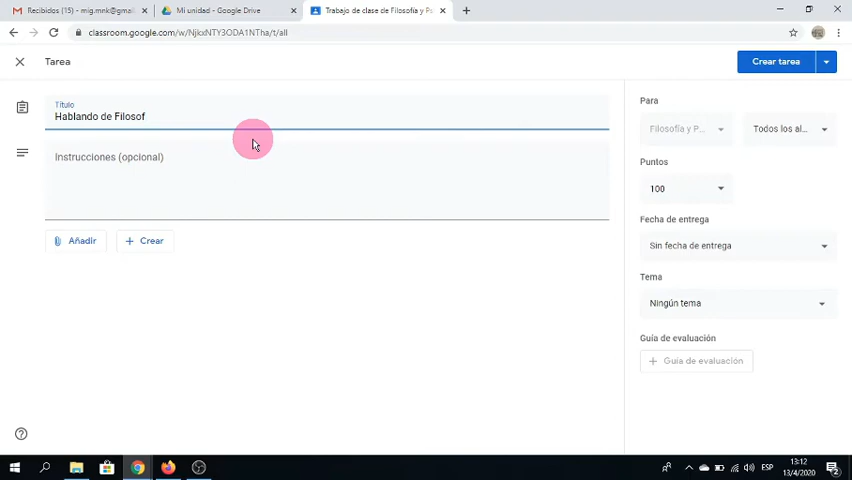 Recibidos (15) - mig.mnk@gmai
Mi unidad - Google Drive
Trabajo de clase de Filosofía y Ps
classroom.google.com/w/NjkxNTY3ODA1NTha/t/all
Tarea
Crear tarea
Título
Hablando de Filosof
Instrucciones (opcional)
Añadir
+ Crear
Para
Filosofía y P...
Todos los al...
Puntos
100
Fecha de entrega
Sin fecha de entrega
Tema
Ningún tema
Guía de evaluación
+ Guía de evaluación
ESP
13:12
13/4/2020
2